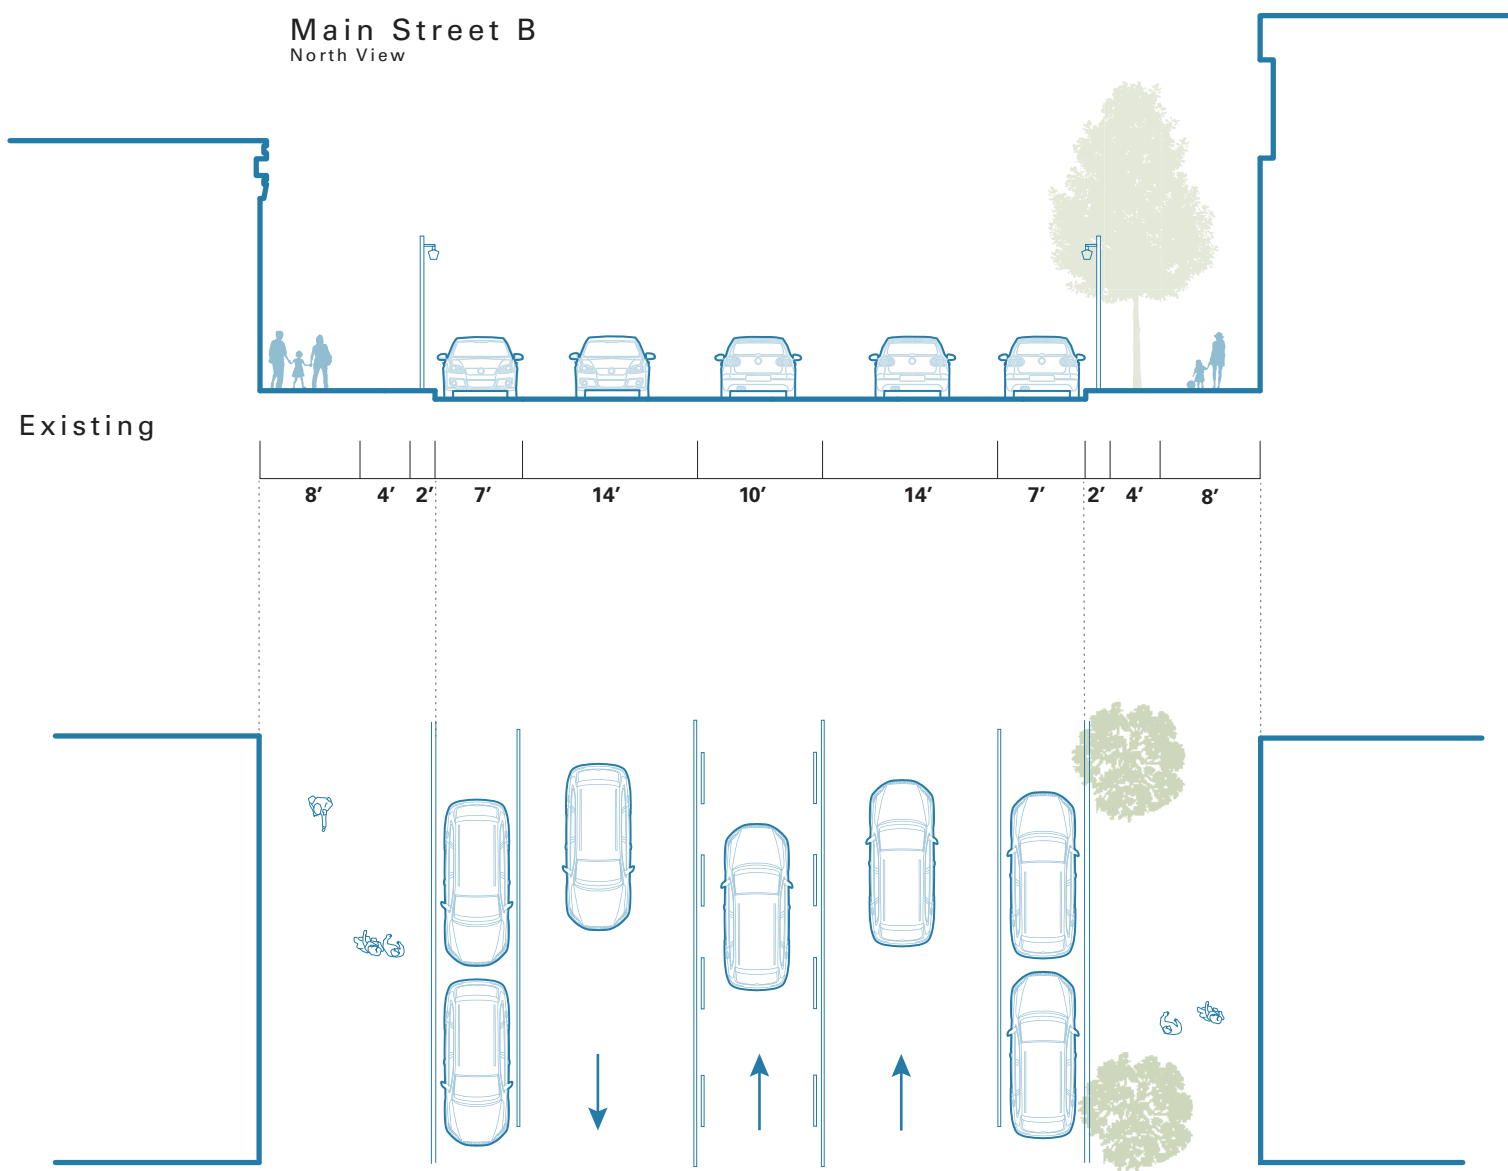 Main Street B
North View
Existing
8’ 4’ 2’ 7’ 14’ 10’ 14’ 7’ 2’ 4’ 8’